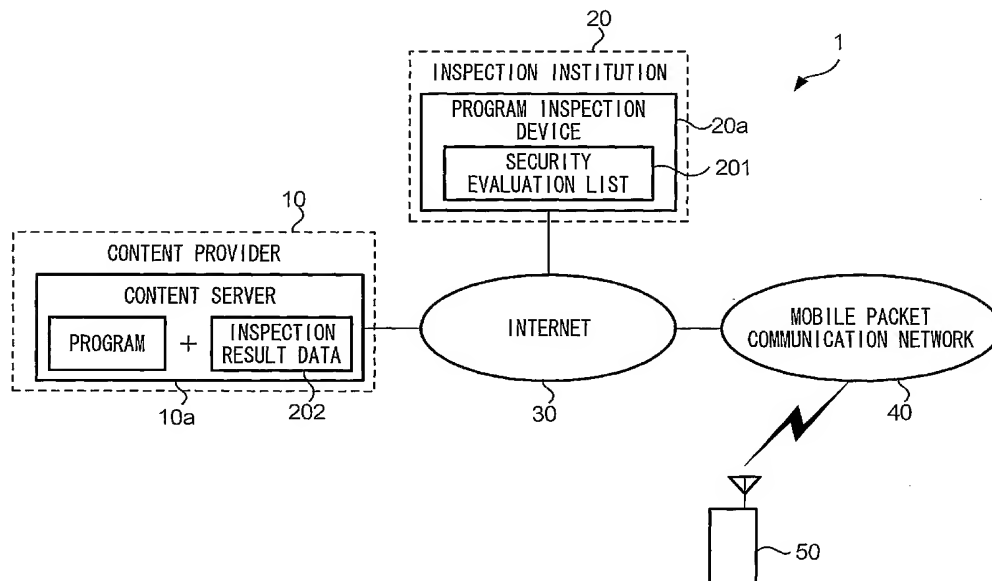 20
1
INSPECTION INSTITUTION
PROGRAM INSPECTION
DEVICE
20a
SECURITY
EVALUATION LIST
201
10
CONTENT PROVIDER
CONTENT SERVER
PROGRAM
+
INSPECTION
RESULT DATA
10a
202
INTERNET
30
MOBILE PACKET
COMMUNICATION NETWORK
40
50